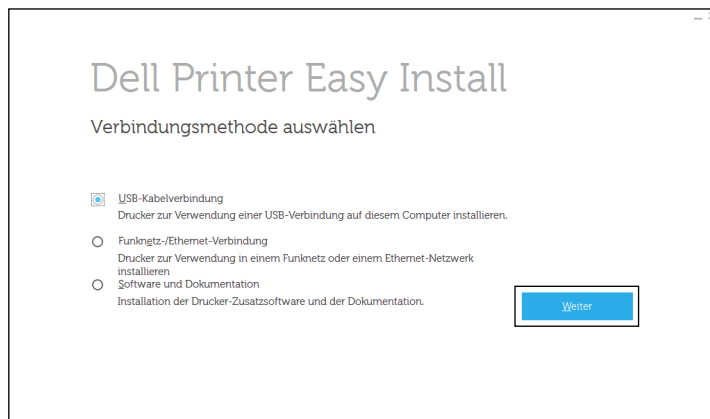 Dell Printer Easy Install
Verbindungsmethode auswählen
USB-Kabelverbindung
Drucker zur Verwendung einer USB-Verbindung auf diesem Computer installieren.
Funknetz-/Ethernet-Verbindung
Drucker zur Verwendung in einem Funknetz oder einem Ethernet-Netzwerk
installieren
Software und Dokumentation
Installation der Drucker-Zusatzsoftware und der Dokumentation.
Weiter